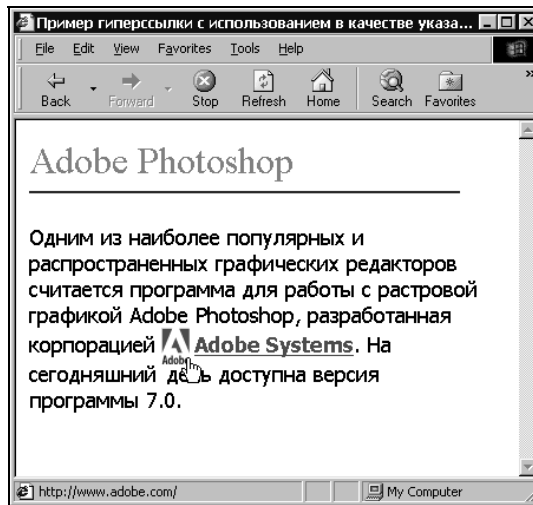 Пример гиперссылки с использованием в качестве указа...
File Edit View Favorites Tools Help
Back Forward Stop Refresh Home Search Favorites »
Adobe Photoshop
Одним из наиболее популярных и
распространенных графических редакторов
считается программа для работы с растровой
графикой Adobe Photoshop, разработанная
корпорацией Adobe Adobe Systems. На
сегодняшний день доступна версия
программы 7.0.
http://www.adobe.com/ My Computer